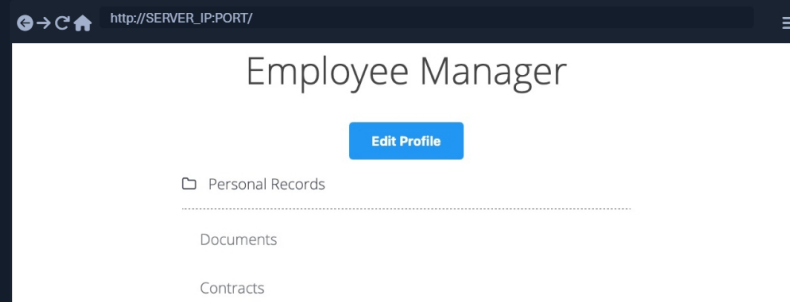 http://SERVER_IP:PORT/
Employee Manager
Edit Profile
Personal Records
Documents
Contracts